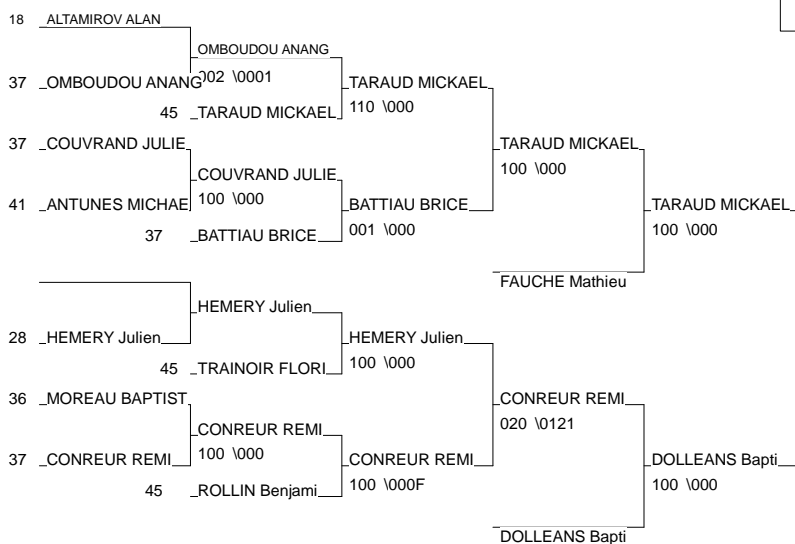 18 ALTAMIROV ALAN
OMBOUDOU ANANG
37 OMBOUDOU ANANG 002 \0001 TARAUD MICKAEL
45 TARAUD MICKAEL 110 \000
37 COUVRAND JULIE TARAUD MICKAEL
COUVRAND JULIE 100 \000
41 ANTUNES MICHAE 100 \000 BATTIAU BRICE TARAUD MICKAEL
37 BATTIAU BRICE 001 \000 100 \000
FAUCHE Mathieu
HEMERY Julien
28 HEMERY Julien HEMERY Julien
45 TRAINOIR FLORI 100 \000
36 MOREAU BAPTIST CONREUR REMI
CONREUR REMI 020 \0121
37 CONREUR REMI 100 \000 CONREUR REMI DOLLEANS Bapti
45 ROLLIN Benjami 100 \000F 100 \000
DOLLEANS Bapti